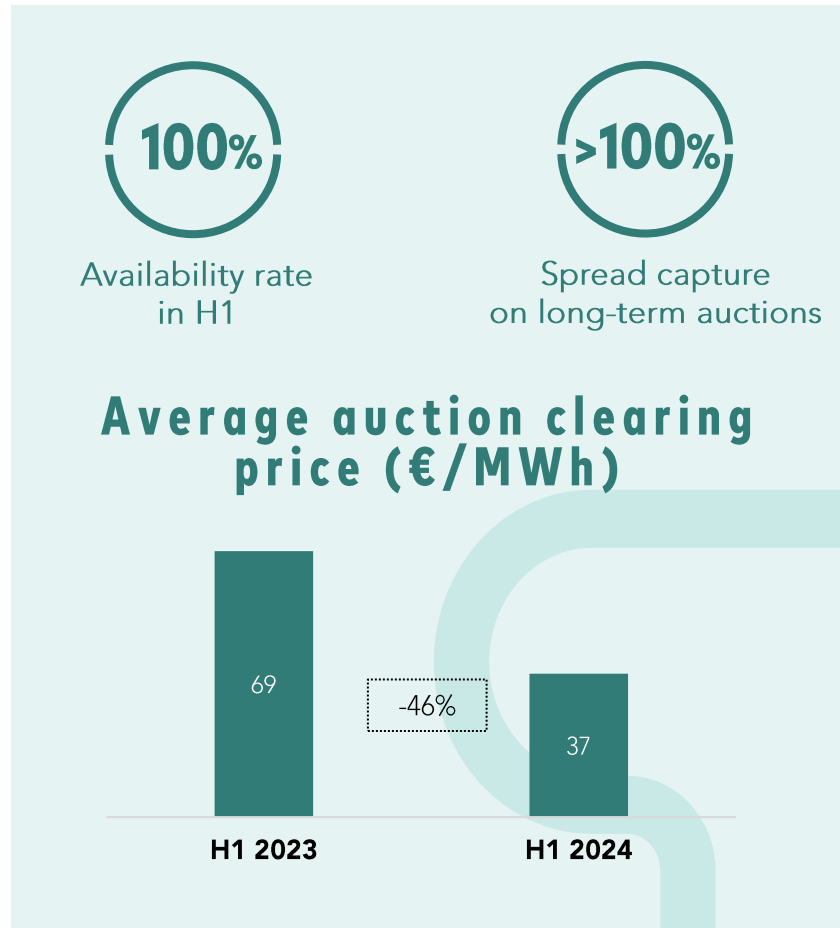 100%
Availability rate
in H1
>100%
Spread capture
on long-term auctions
Average auction clearing
price (€/MWh)
69
-46%
37
H1 2023
H1 2024